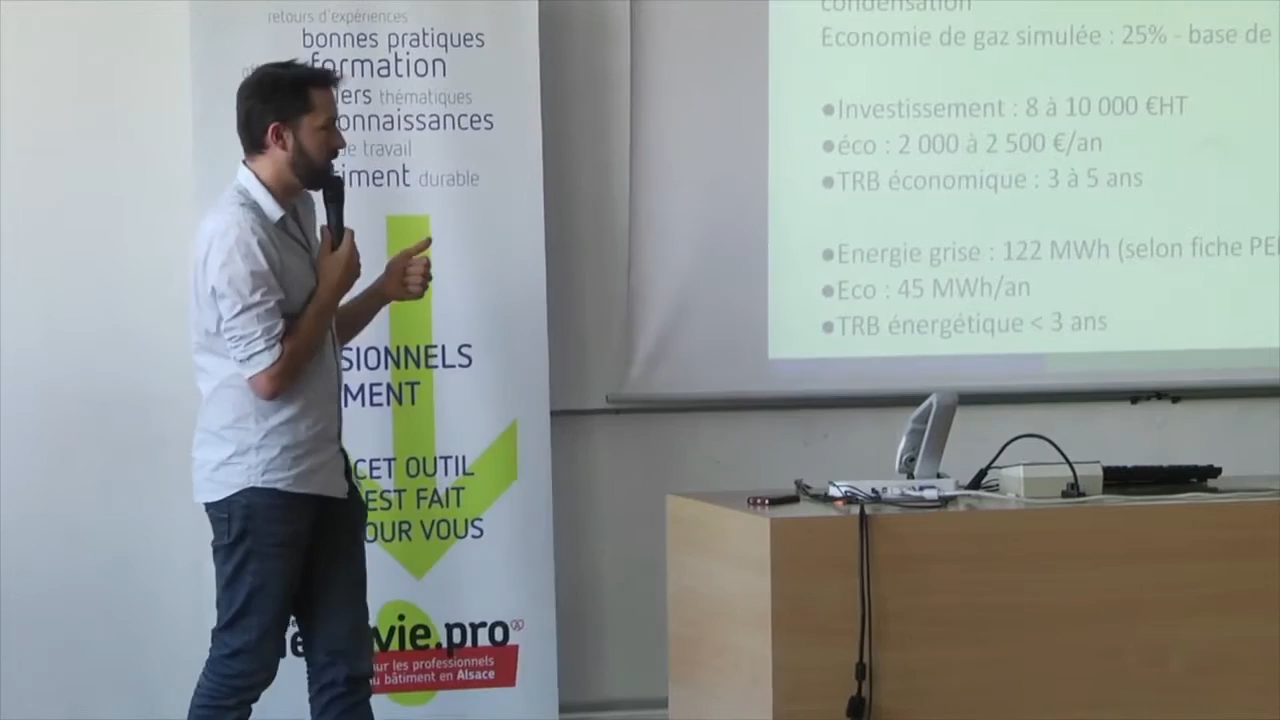 retours d'expériences
bonnes pratiques
formation
thématiques
onnaissances
de travail
timent durable
SIONNELS
MENT
CET OUTIL
EST FAIT
OUR VOUS
vie.pro
ur les professionnels
u bâtiment en Alsace
condensation
Economie de gaz simulée : 25% - base de
●Investissement : 8 à 10 000 €HT
●éco : 2 000 à 2 500 €/an
●TRB économique : 3 à 5 ans
●Energie grise : 122 MWh (selon fiche PE
●Eco : 45 MWh/an
●TRB énergétique < 3 ans